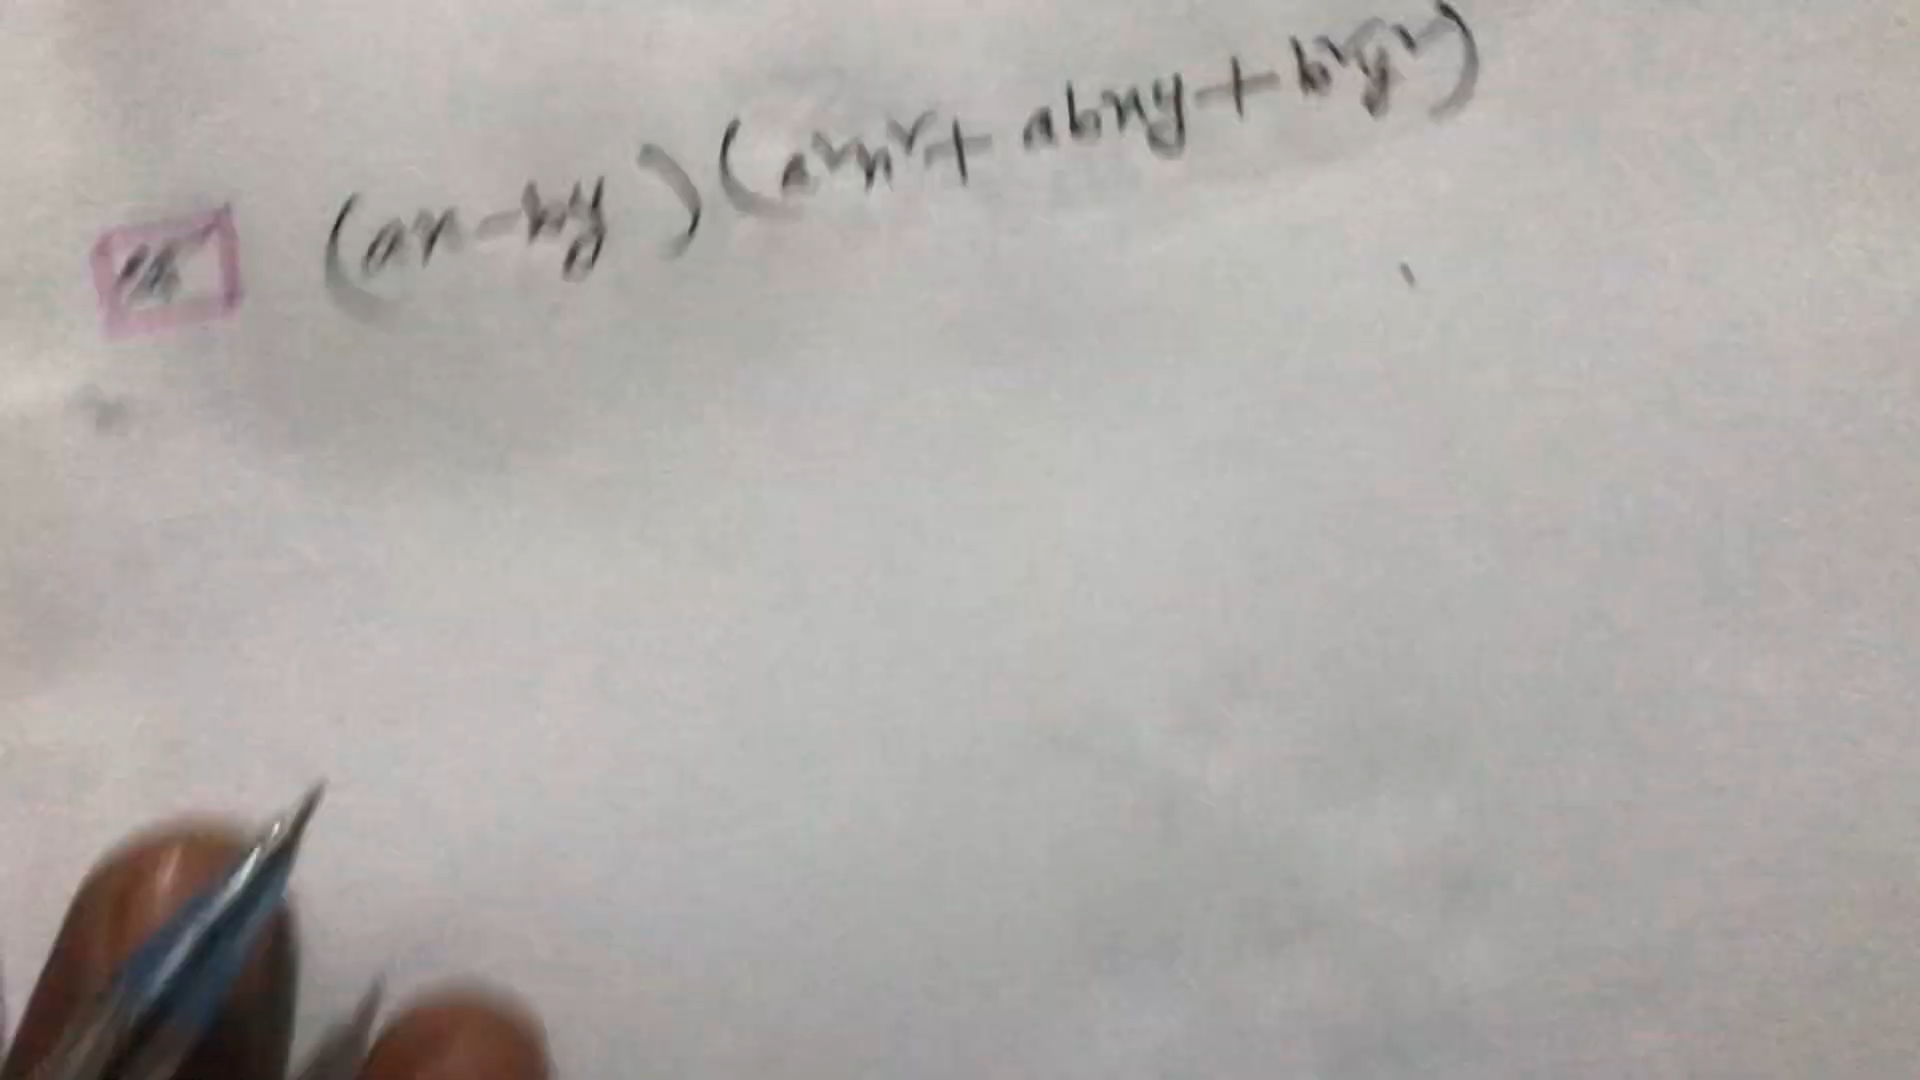 (ax-by) (a²x²+ abxy + b²y²)